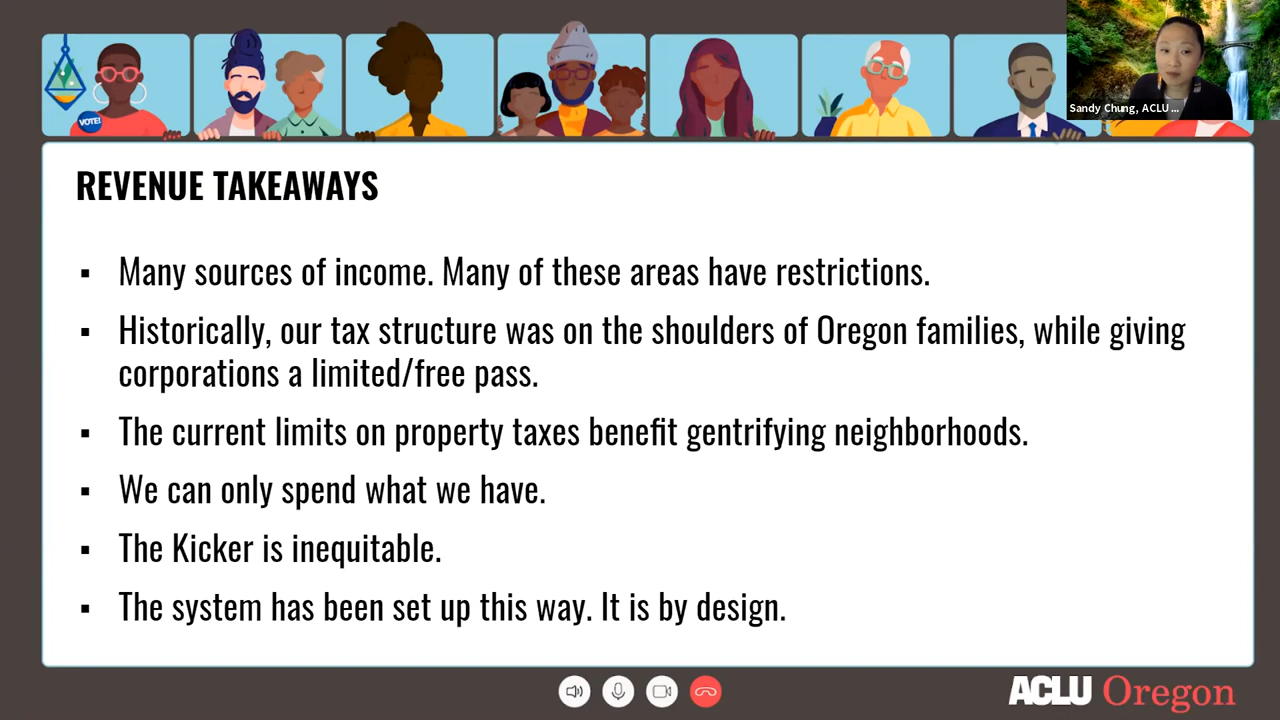 VOTE!
Sandy Chung, ACLU ...
REVENUE TAKEAWAYS
▪ Many sources of income. Many of these areas have restrictions.
▪ Historically, our tax structure was on the shoulders of Oregon families, while giving
corporations a limited/free pass.
▪ The current limits on property taxes benefit gentrifying neighborhoods.
▪ We can only spend what we have.
▪ The Kicker is inequitable.
▪ The system has been set up this way. It is by design.
ACLU Oregon